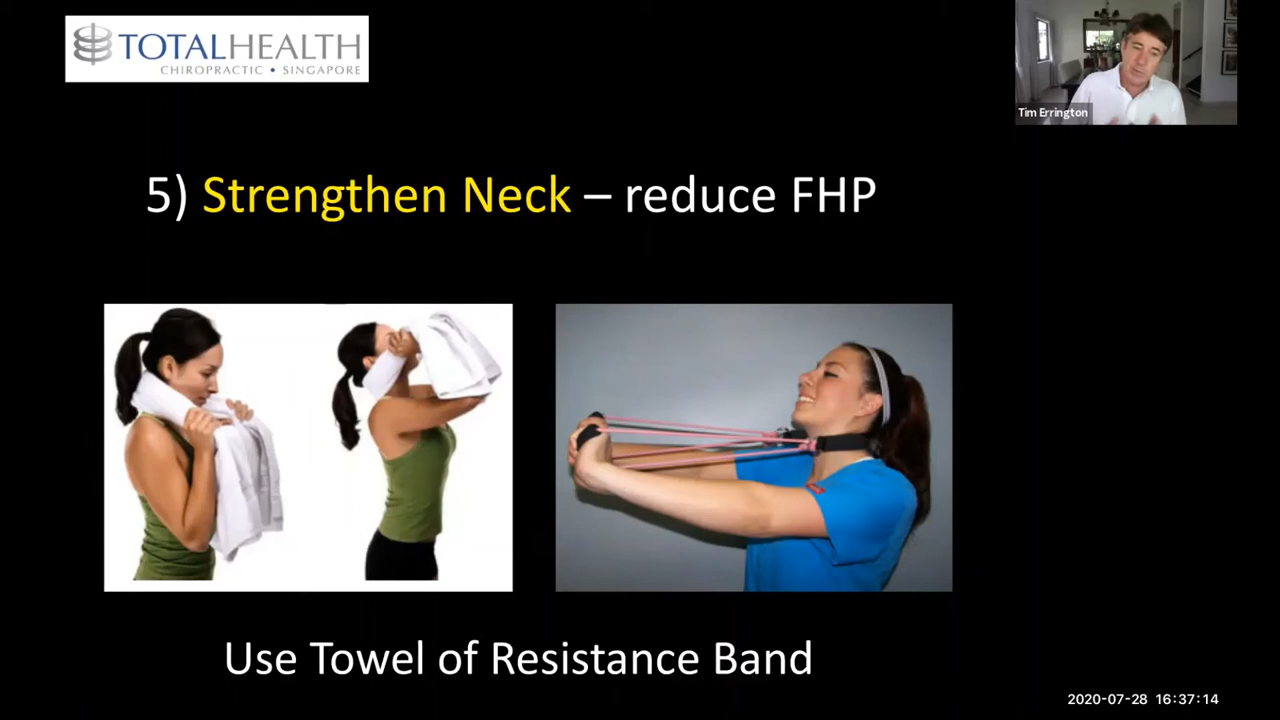 TOTALHEALTH
CHIROPRACTIC • SINGAPORE
Tim Errington
5) Strengthen Neck – reduce FHP
Use Towel of Resistance Band
2020-07-28 16:37:14